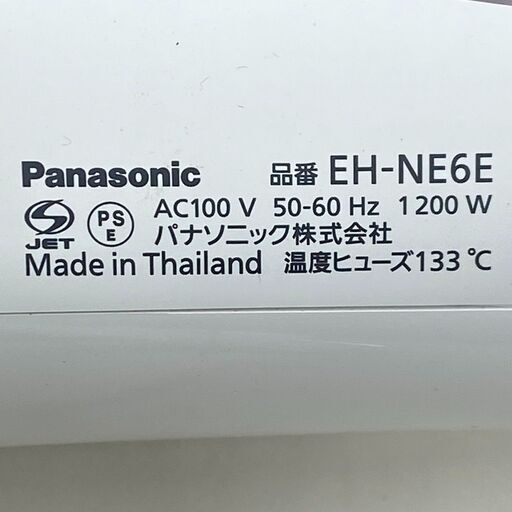 Panasonic 品番 EH-NE6E
S JET PS E AC100 V 50-60 Hz 1200 W
パナソニック株式会社
Made in Thailand 温度ヒューズ133 ℃